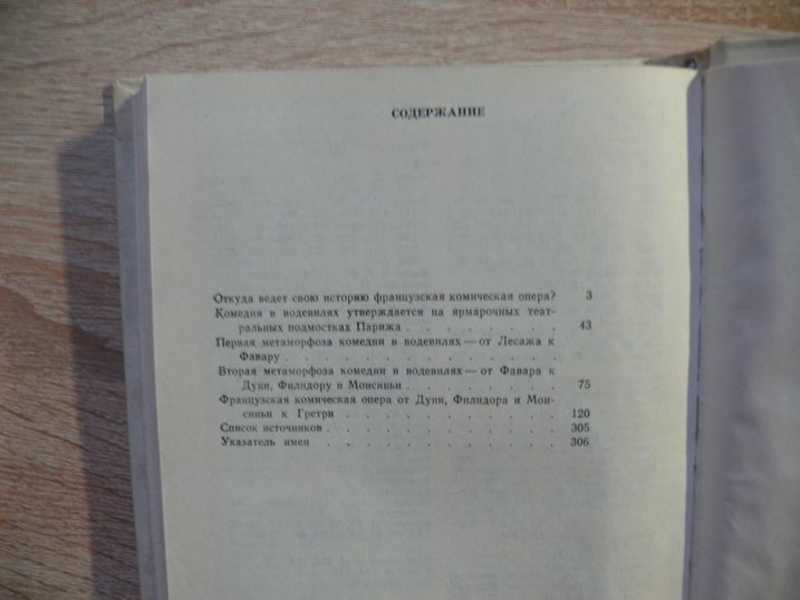 СОДЕРЖАНИЕ
Откуда ведет свою историю французская комическая опера? 3
Комедия в водевилях утверждается на ярмарочных теат-
ральных подмостках Парижа . . . . . . . . 43
Первая метаморфоза комедии в водевилях — от Лесажа к
Фавару . . . . . . . . . . . . . .
Вторая метаморфоза комедии в водевилях — от Фавара к
Дуни, Филидору и Монсиньи . . . . . . . . 75
Французская комическая опера от Дуни, Филидора и Мон-
синьи к Гретри . . . . . . . . . . . 120
Список источников . . . . . . . . . . . 305
Указатель имен . . . . . . . . . . . 306